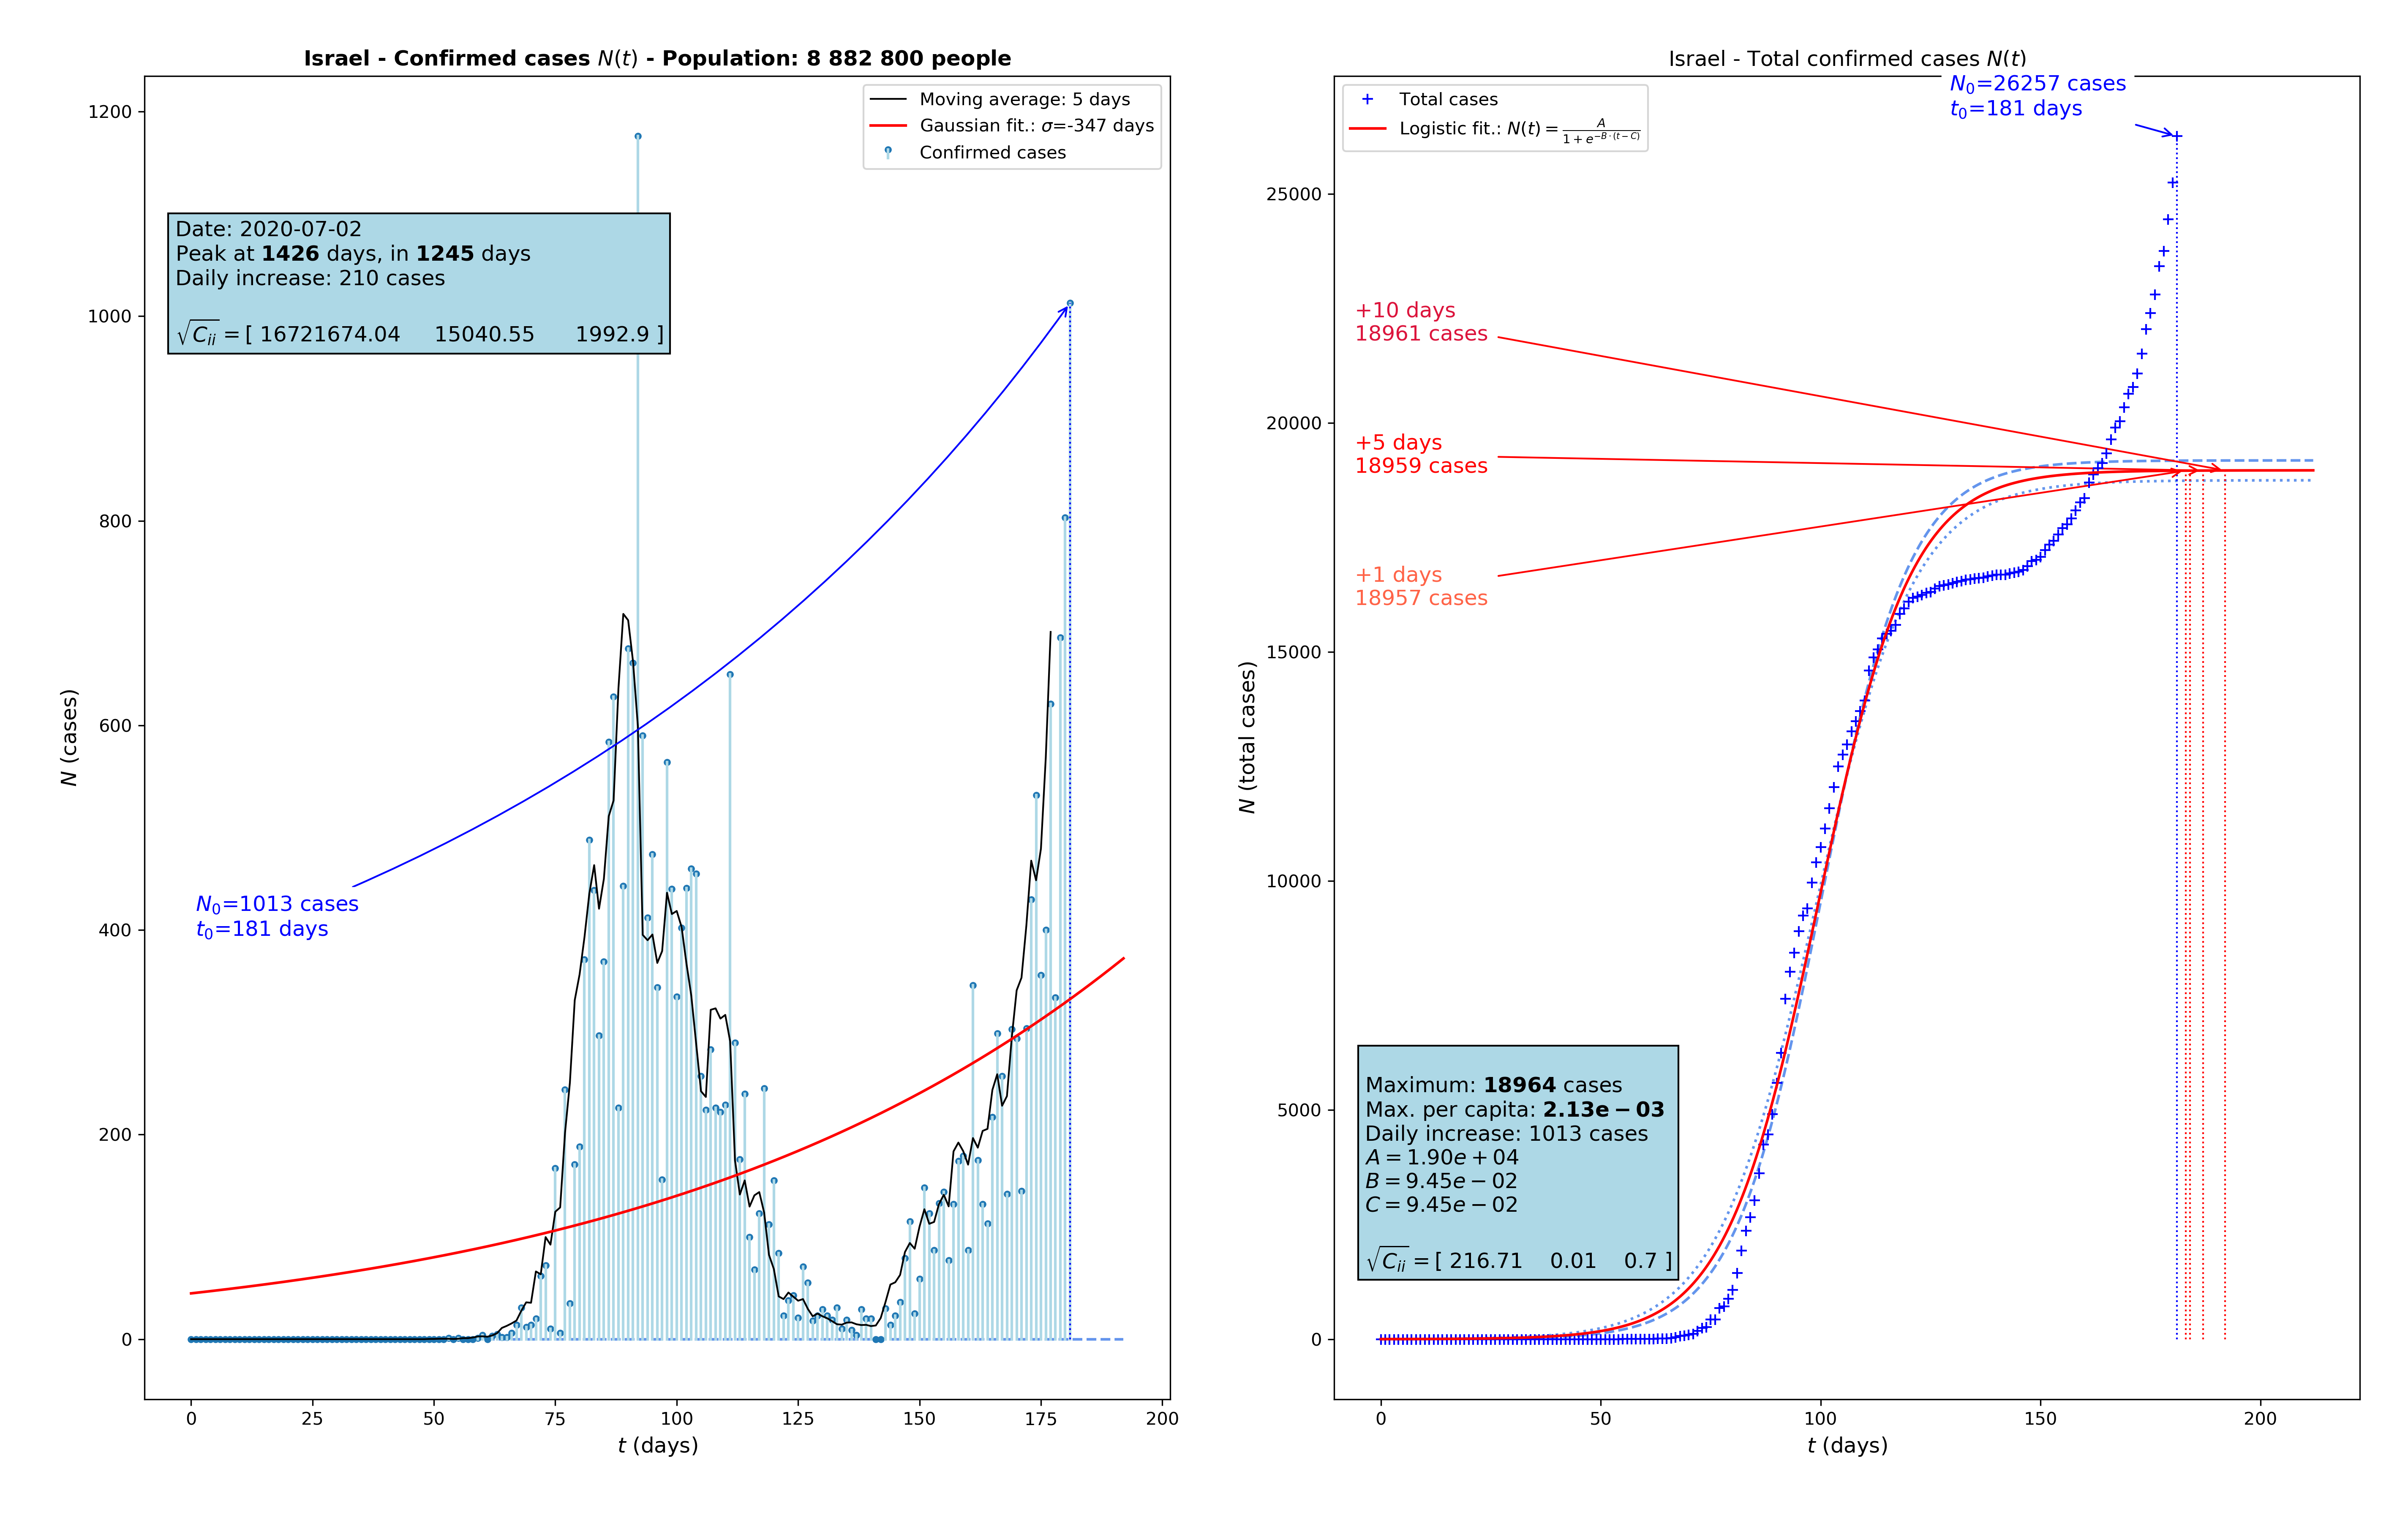 Israel - Confirmed cases N(t) - Population: 8 882 800 people
Moving average: 5 days
Gaussian fit.: σ=-347 days
Confirmed cases
Date: 2020-07-02
Peak at 1426 days, in 1245 days
Daily increase: 210 cases
√C_ii = [ 16721674.04 15040.55 1992.9 ]
N_0=1013 cases
t_0=181 days
N (cases)
1200
1000
800
600
400
200
0
0 25 50 75 100 125 150 175 200
t (days)
Israel - Total confirmed cases N(t)
Total cases
Logistic fit.: N(t) = A / (1 + e^{-B·(t-C)})
N_0=26257 cases
t_0=181 days
+10 days
18961 cases
+5 days
18959 cases
+1 days
18957 cases
Maximum: 18964 cases
Max. per capita: 2.13e − 03
Daily increase: 1013 cases
A = 1.90e + 04
B = 9.45e − 02
C = 9.45e − 02
√C_ii = [ 216.71 0.01 0.7 ]
N (total cases)
25000
20000
15000
10000
5000
0
0 50 100 150 200
t (days)